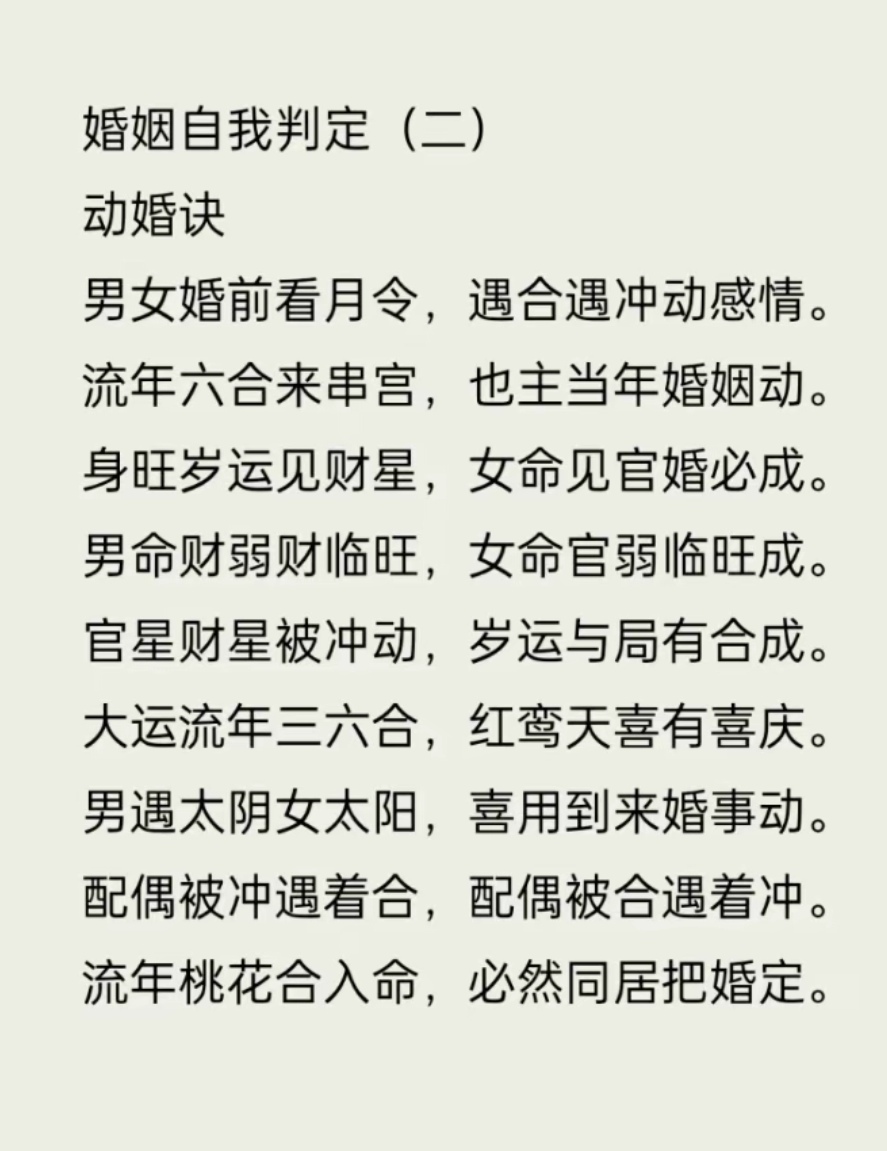 婚姻自我判定（二）
动婚诀
男女婚前看月令，遇合遇冲动感情。
流年六合来串宫，也主当年婚姻动。
身旺岁运见财星，女命见官婚必成。
男命财弱财临旺，女命官弱临旺成。
官星财星被冲动，岁运与局有合成。
大运流年三六合，红鸾天喜有喜庆。
男遇太阴女太阳，喜用到来婚事动。
配偶被冲遇着合，配偶被合遇着冲。
流年桃花合入命，必然同居把婚定。